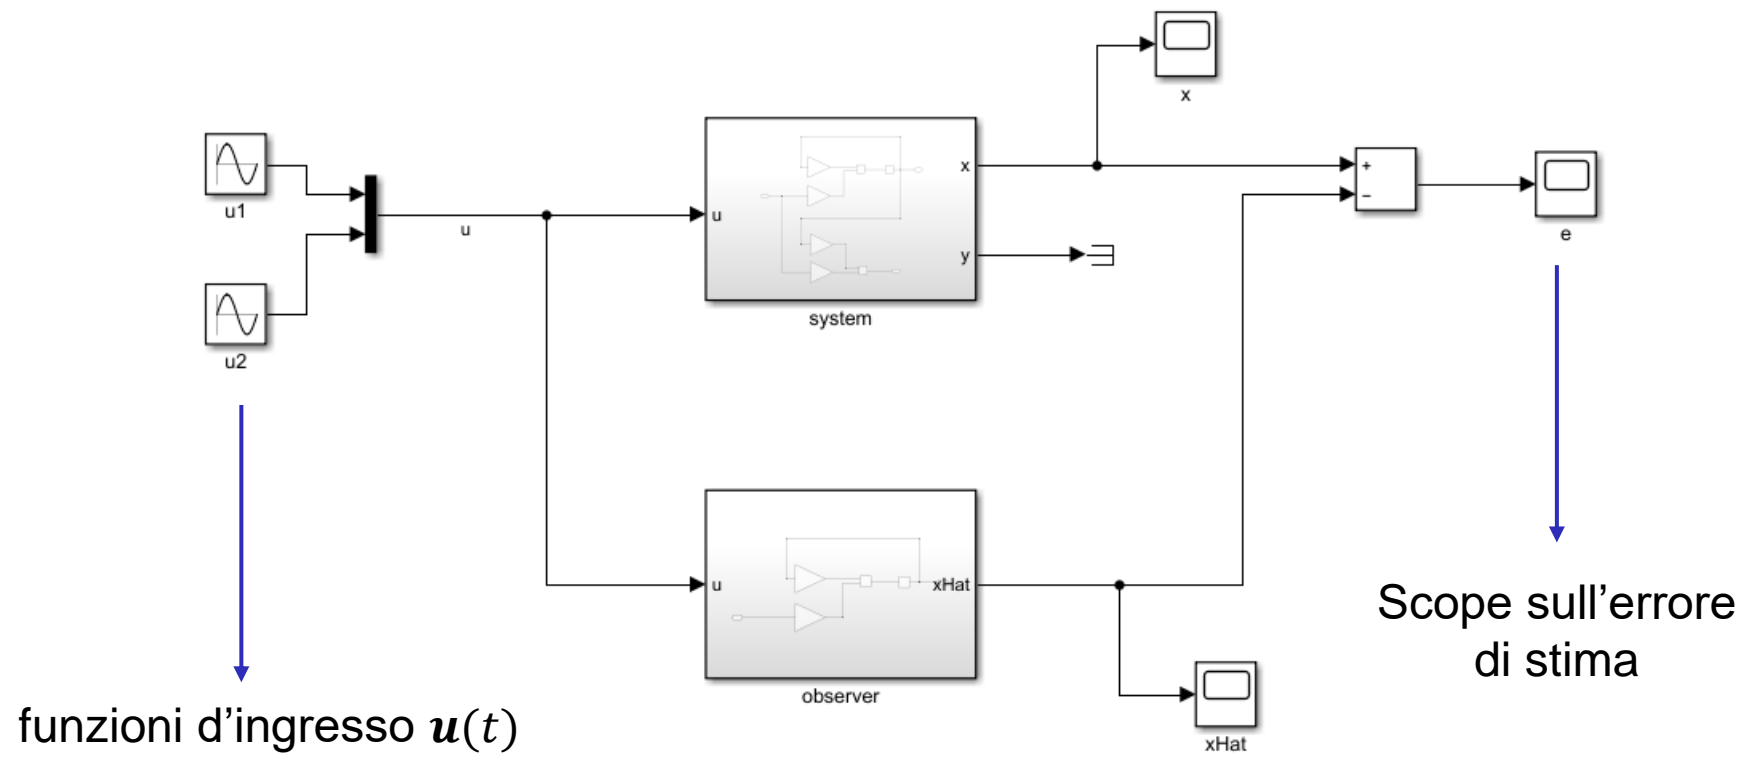 x
u1
u
u
x
y
+
−
e
system
u2
u
xHat
observer
xHat
funzioni d’ingresso 𝒖(𝑡)
Scope sull’errore
di stima